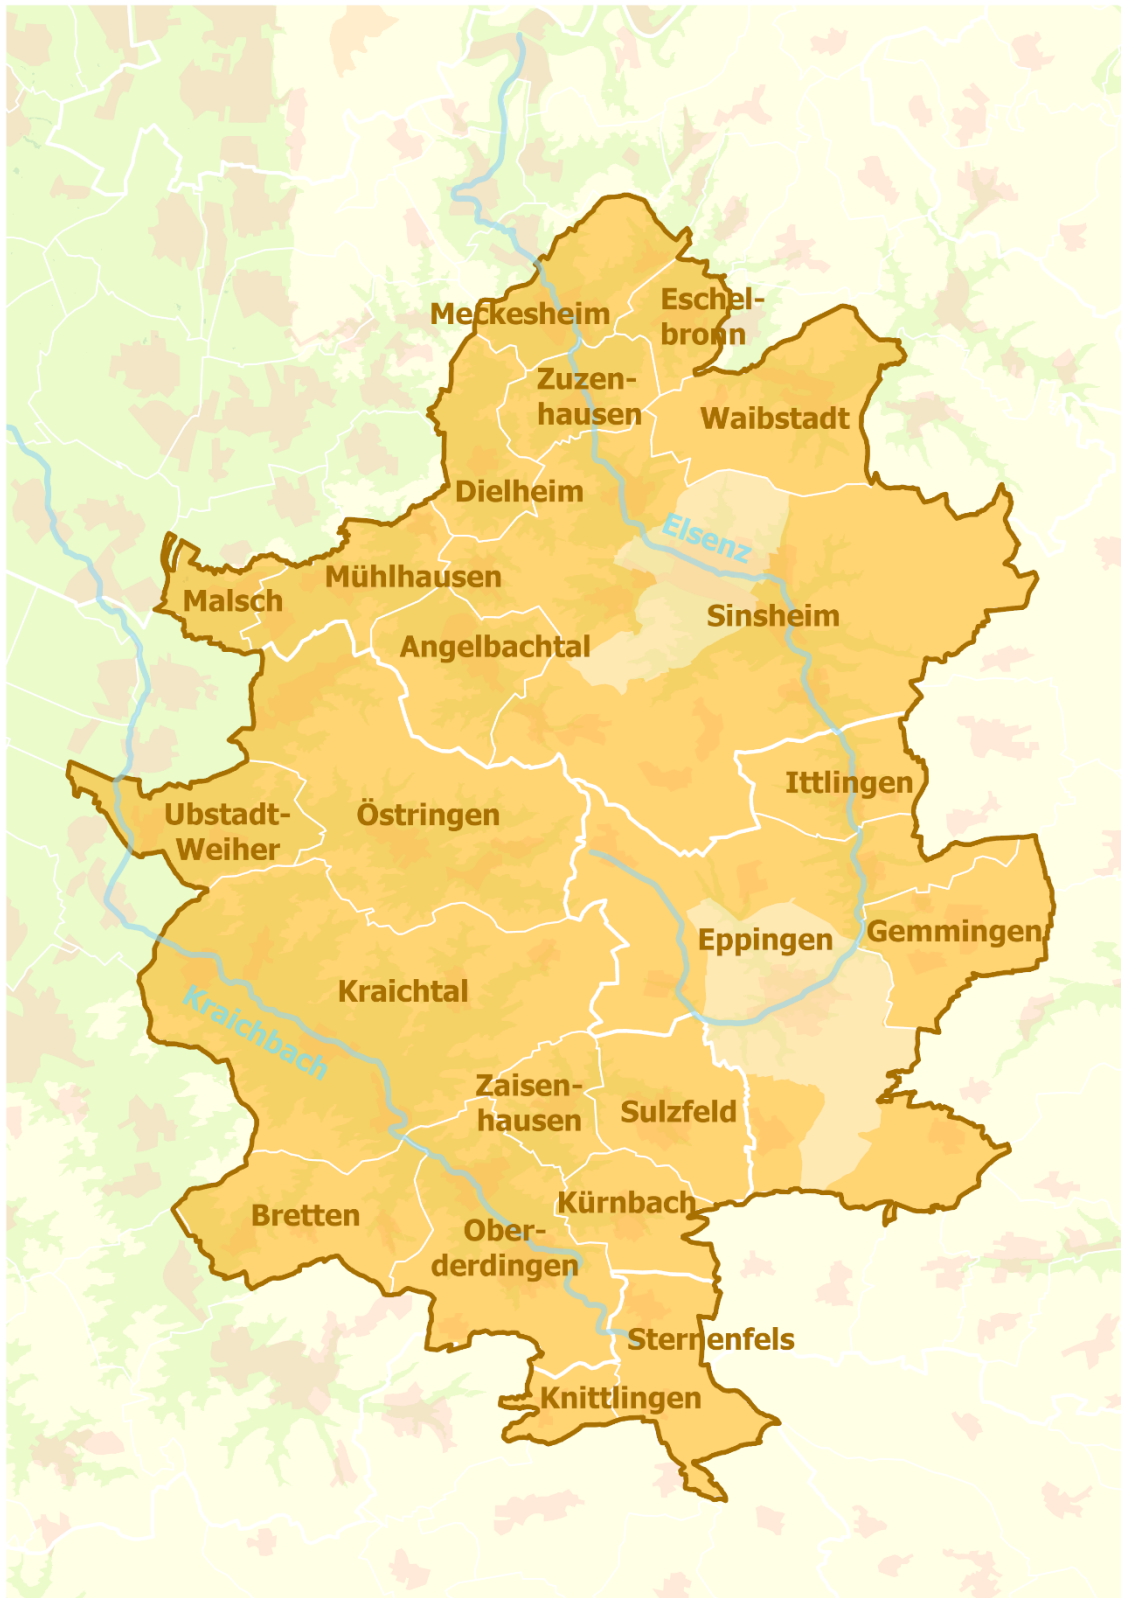 Eschel-
bronn
Meckesheim
Zuzen-
hausen
Waibstadt
Dielheim
Elsenz
Mühlhausen
Malsch
Sinsheim
Angelbachtal
Ittlingen
Ubstadt-
Weiher
Östringen
Gemmingen
Eppingen
Kraichtal
Kraichbach
Zaisen-
hausen
Sulzfeld
Kürnbach
Bretten
Ober-
derdingen
Sternenfels
Knittlingen